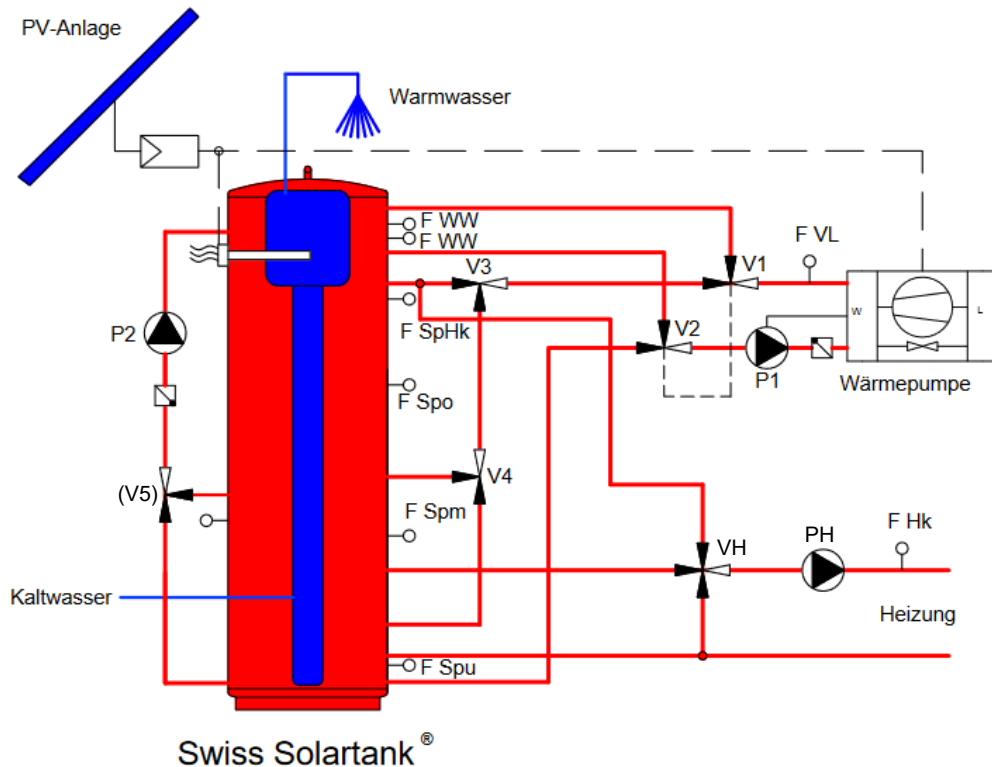 PV-Anlage
Warmwasser
F WW
F WW
V3
V1
F VL
F SpHk
P2
V2
P1
W
L
Wärmepumpe
F Spo
(V5)
V4
F Spm
VH
PH
F Hk
Kaltwasser
Heizung
F Spu
Swiss Solartank ®